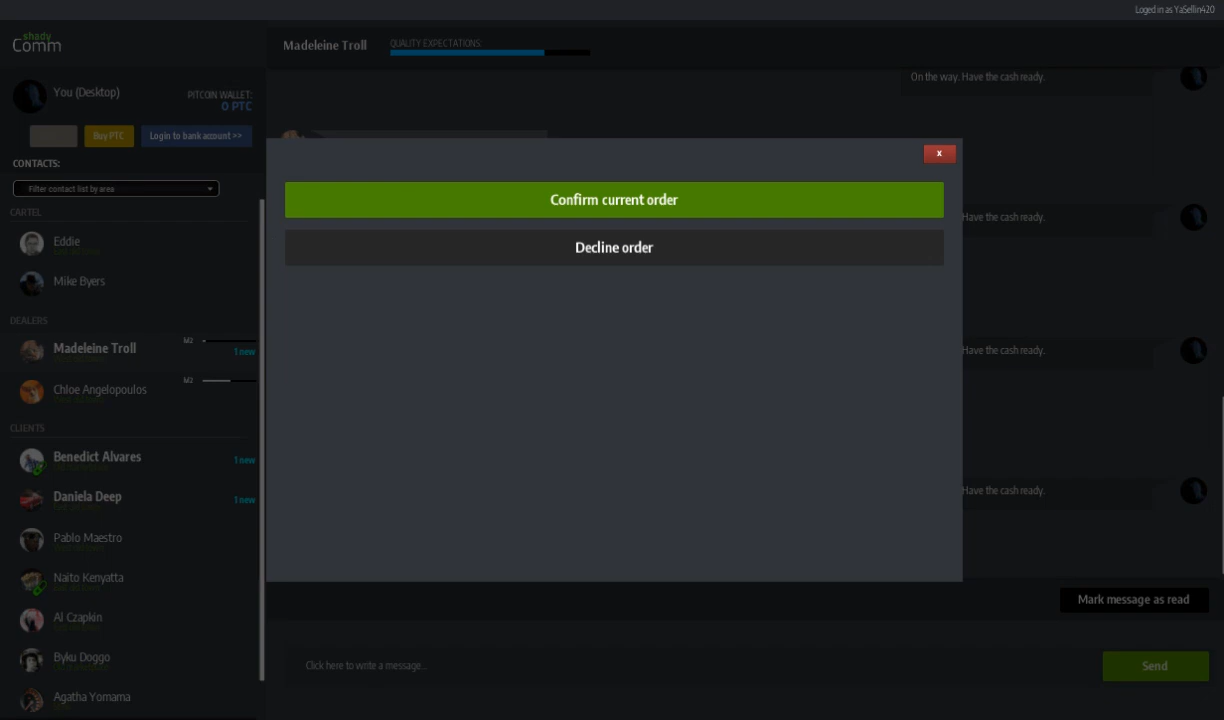 Loged in as YaSellin420
shady
Comm
Madeleine Troll
QUALITY EXPECTATIONS:
On the way. Have the cash ready.
You (Desktop)
PITCOIN WALLET:
0 PTC
Buy PTC
Login to bank account >>
CONTACTS:
Filter contact list by area
x
Confirm current order
Decline order
CARTEL
Eddie
Mike Byers
Have the cash ready.
DEALERS
Madeleine Troll
1 new
Chloe Angelopoulos
Have the cash ready.
CLIENTS
Benedict Alvares
1 new
Daniela Deep
1 new
Have the cash ready.
Pablo Maestro
Naito Kenyatta
Al Czapkin
Byku Doggo
Agatha Yomama
Mark message as read
Click here to write a message...
Send